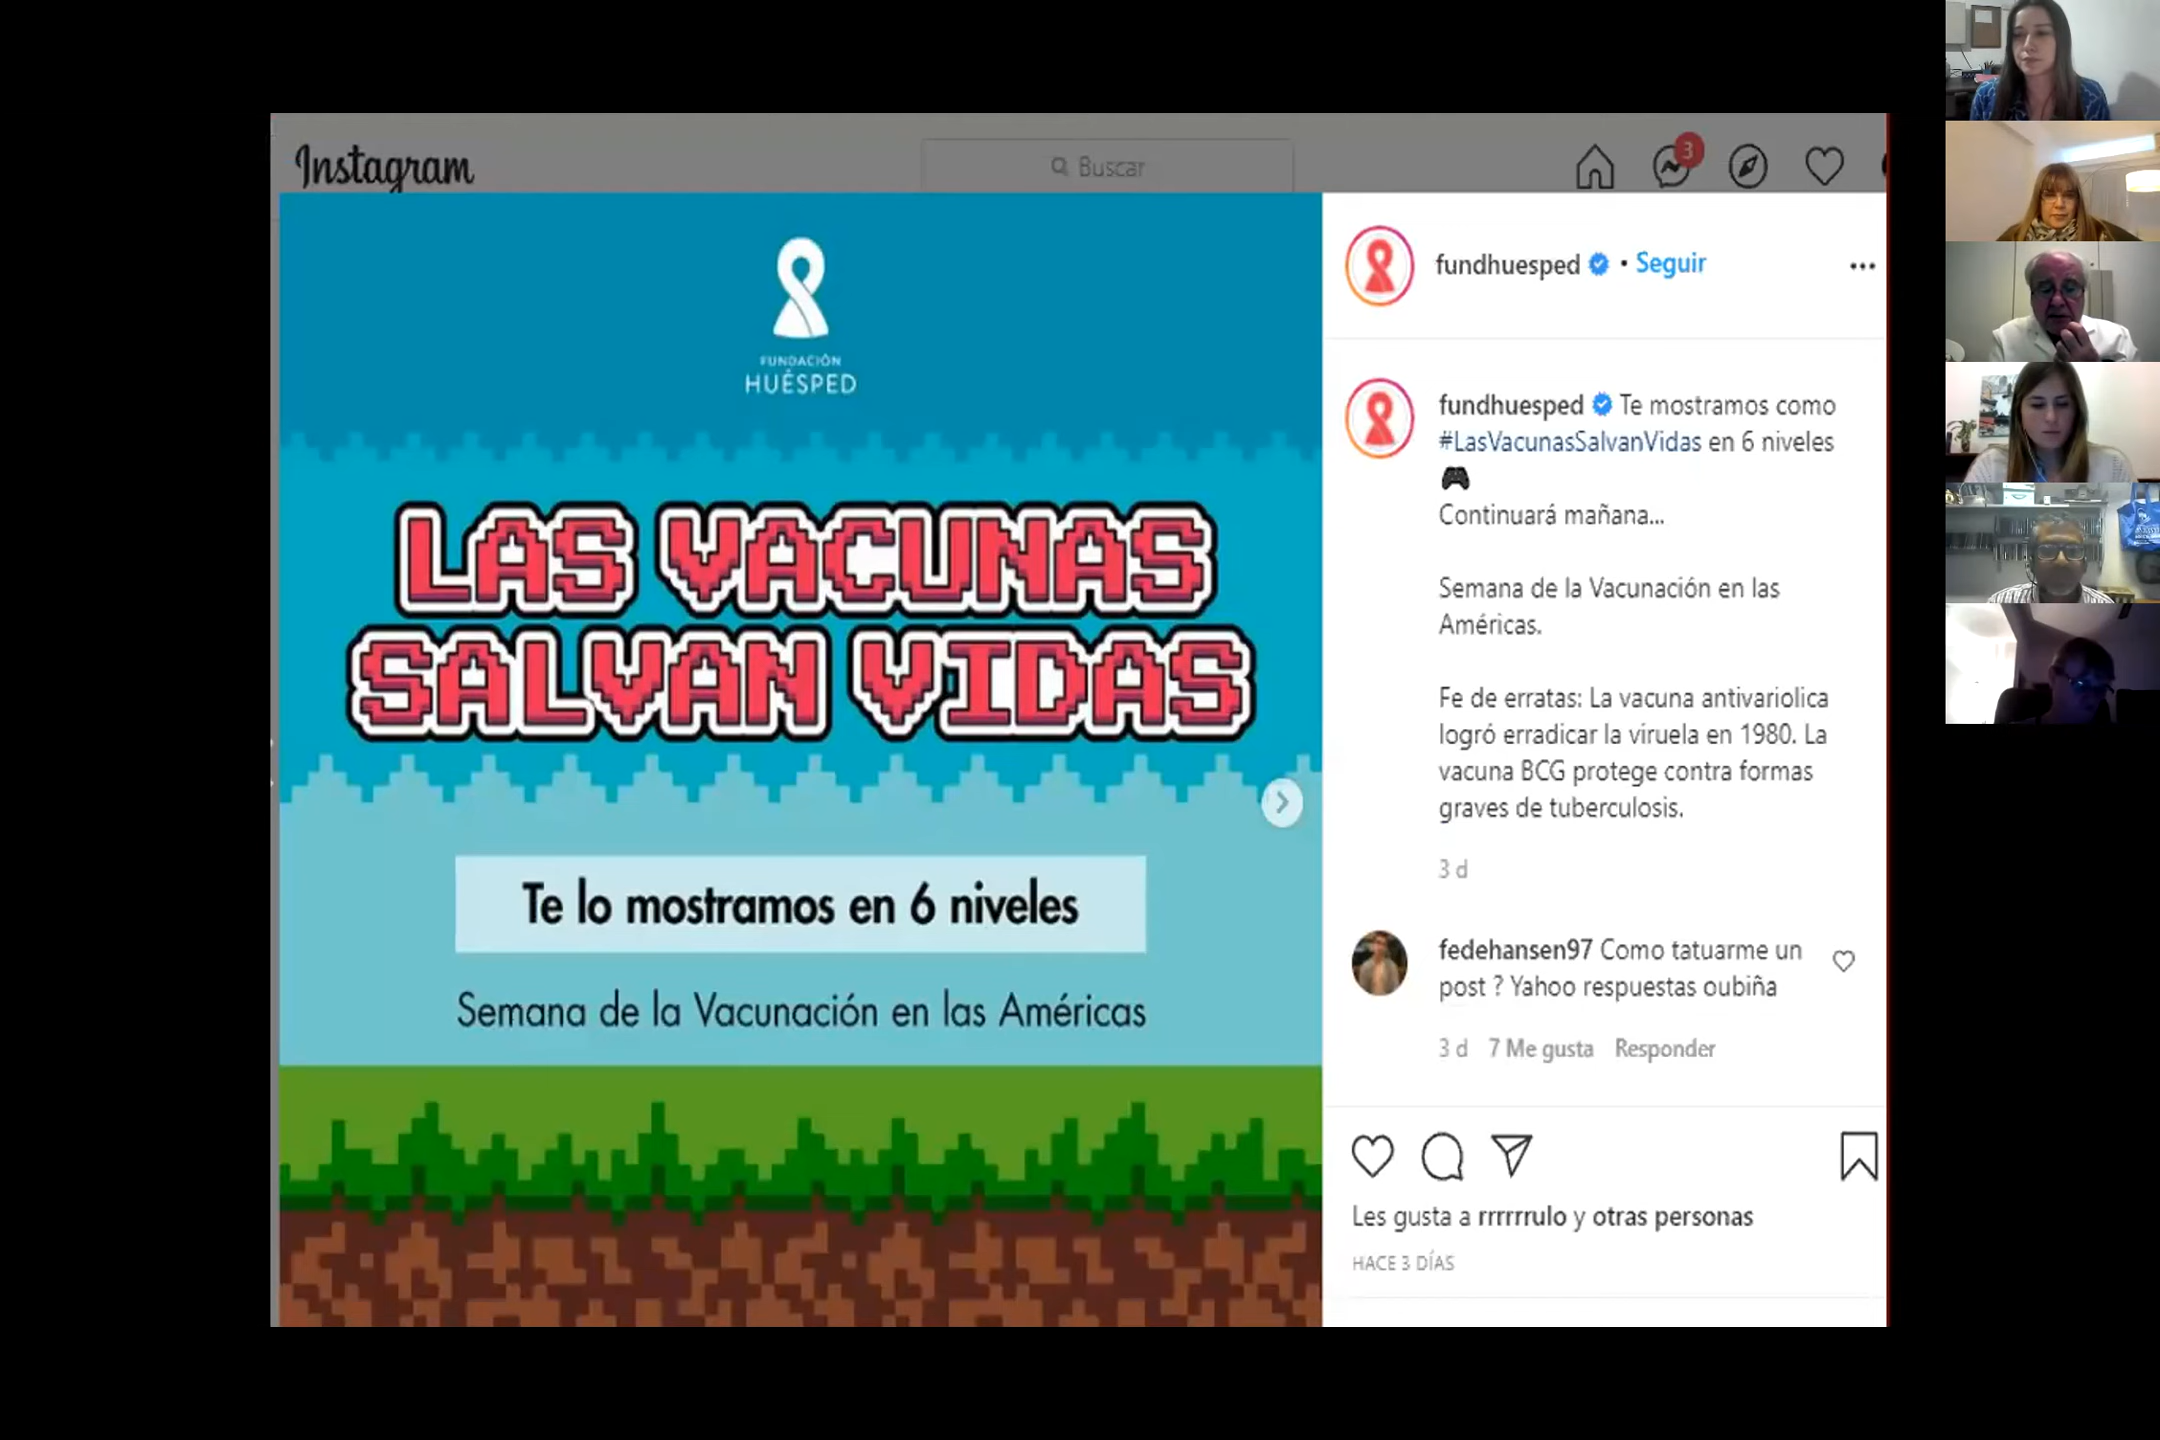 Instagram
Buscar
3
FUNDACIÓN
HUÉSPED
LAS VACUNAS
SALVAN VIDAS
Te lo mostramos en 6 niveles
Semana de la Vacunación en las Américas
fundhuesped • Seguir
fundhuesped Te mostramos como
#LasVacunasSalvanVidas en 6 niveles
Continuará mañana...
Semana de la Vacunación en las
Américas.
Fe de erratas: La vacuna antivariolica
logró erradicar la viruela en 1980. La
vacuna BCG protege contra formas
graves de tuberculosis.
3 d
fedehansen97 Como tatuarme un
post ? Yahoo respuestas oubiña
3 d 7 Me gusta Responder
Les gusta a rrrrrrulo y otras personas
HACE 3 DÍAS